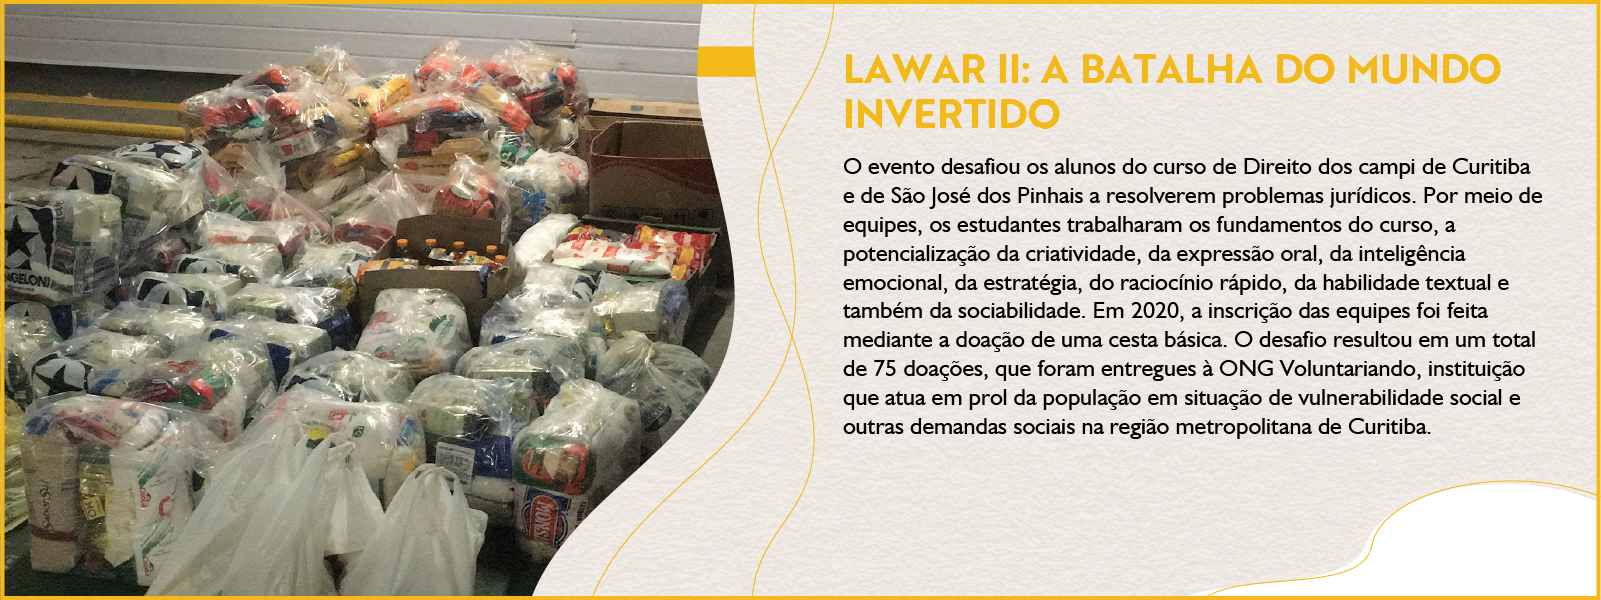 LAWAR II: A BATALHA DO MUNDO
INVERTIDO
O evento desafiou os alunos do curso de Direito dos campi de Curitiba
e de São José dos Pinhais a resolverem problemas jurídicos. Por meio de
equipes, os estudantes trabalharam os fundamentos do curso, a
potencialização da criatividade, da expressão oral, da inteligência
emocional, da estratégia, do raciocínio rápido, da habilidade textual e
também da sociabilidade. Em 2020, a inscrição das equipes foi feita
mediante a doação de uma cesta básica. O desafio resultou em um total
de 75 doações, que foram entregues à ONG Voluntariando, instituição
que atua em prol da população em situação de vulnerabilidade social e
outras demandas sociais na região metropolitana de Curitiba.
NGELONI